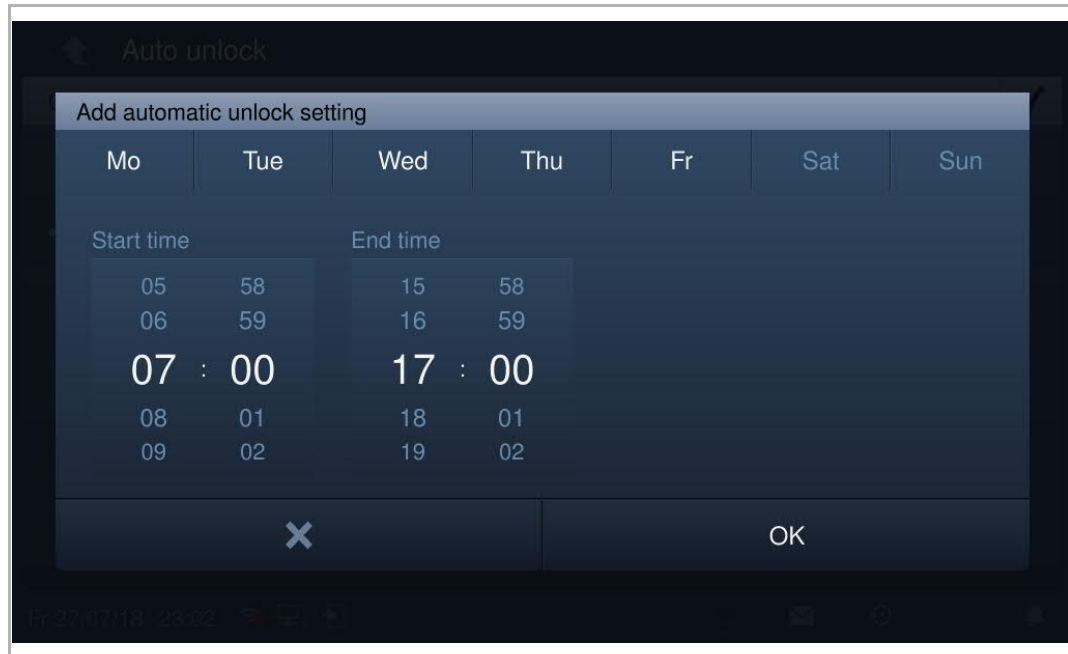 Auto unlock
Add automatic unlock setting
Mo Tue Wed Thu Fr Sat Sun
Start time End time
05 58 15 58
06 59 16 59
07 : 00 17 : 00
08 01 18 01
09 02 19 02
OK
Fr 27/07/18 23:02